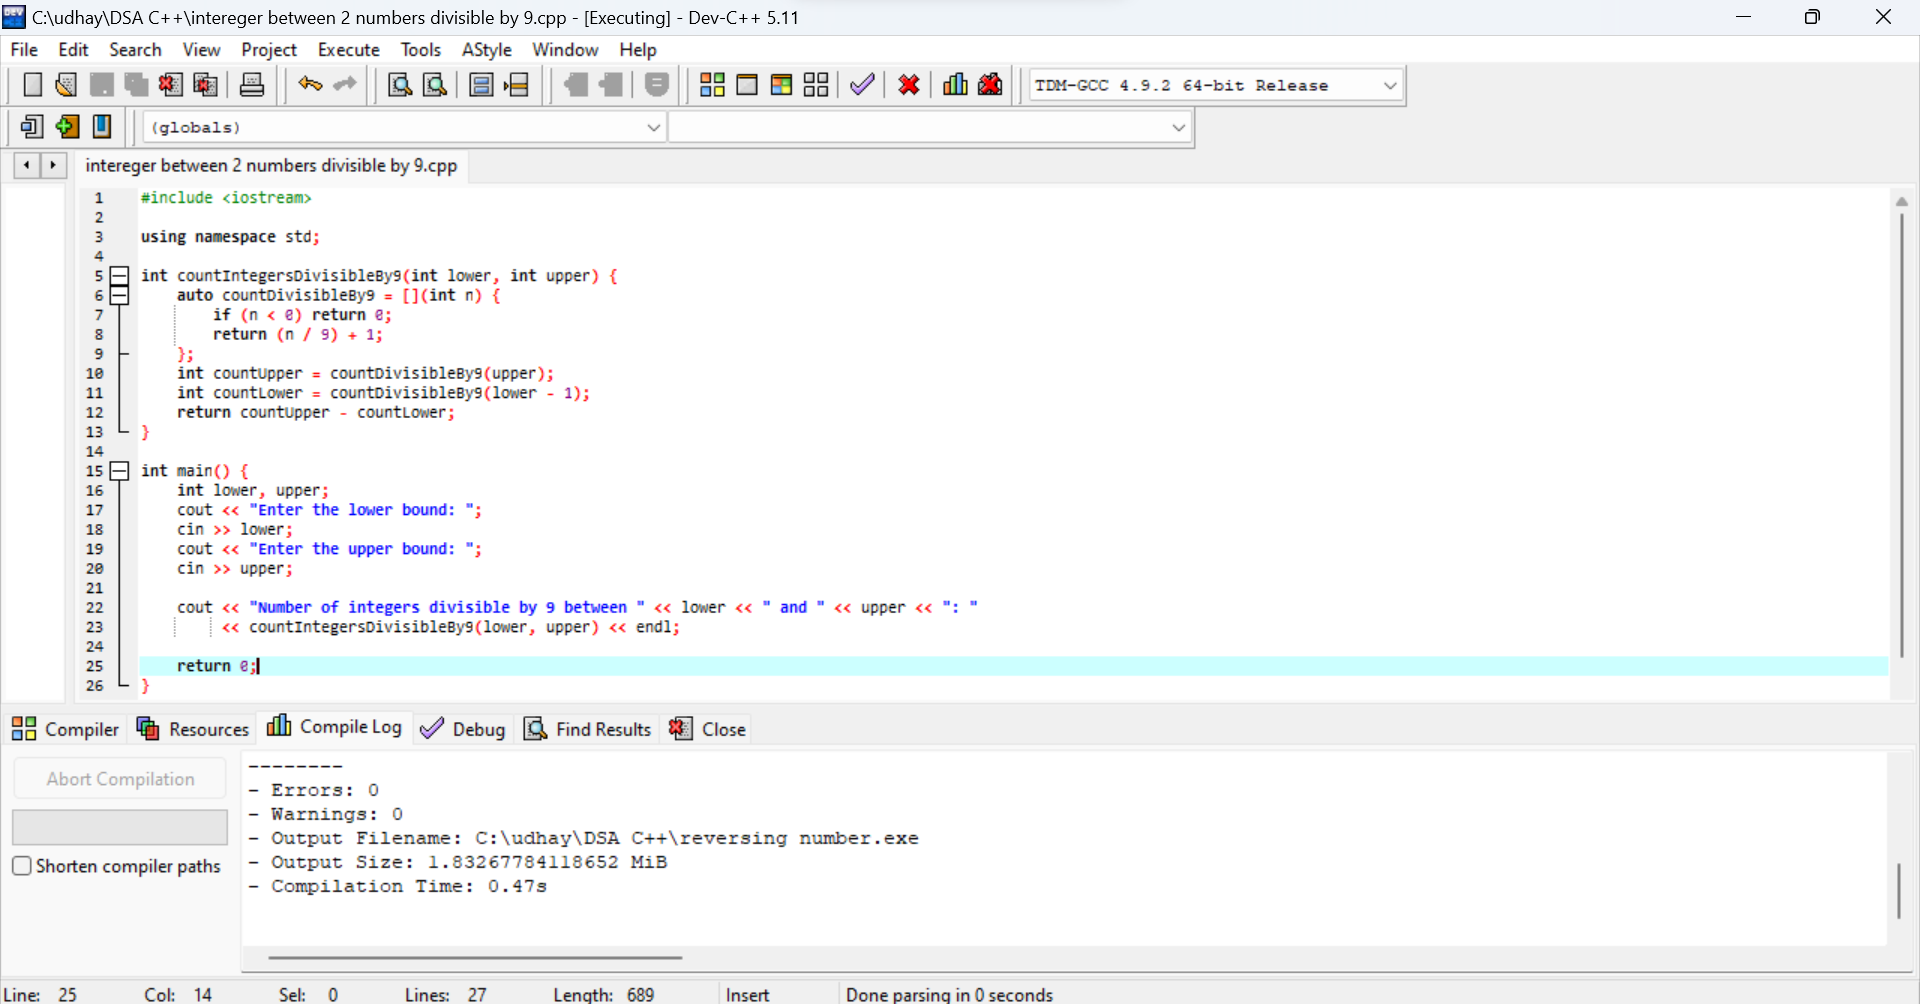 C:\udhay\DSA C++\intereger between 2 numbers divisible by 9.cpp - [Executing] - Dev-C++ 5.11
File Edit Search View Project Execute Tools AStyle Window Help
TDM-GCC 4.9.2 64-bit Release
(globals)
intereger between 2 numbers divisible by 9.cpp
1 #include <iostream>
2
3 using namespace std;
4
5 int countIntegersDivisibleBy9(int lower, int upper) {
6     auto countDivisibleBy9 = [](int n) {
7         if (n < 0) return 0;
8         return (n / 9) + 1;
9     };
10     int countUpper = countDivisibleBy9(upper);
11     int countLower = countDivisibleBy9(lower - 1);
12     return countUpper - countLower;
13 }
14
15 int main() {
16     int lower, upper;
17     cout << "Enter the lower bound: ";
18     cin >> lower;
19     cout << "Enter the upper bound: ";
20     cin >> upper;
21
22     cout << "Number of integers divisible by 9 between " << lower << " and " << upper << ": "
23          << countIntegersDivisibleBy9(lower, upper) << endl;
24
25     return 0;
26 }
Compiler Resources Compile Log Debug Find Results Close
Abort Compilation
Shorten compiler paths
--------
- Errors: 0
- Warnings: 0
- Output Filename: C:\udhay\DSA C++\reversing number.exe
- Output Size: 1.83267784118652 MiB
- Compilation Time: 0.47s
Line: 25 Col: 14 Sel: 0 Lines: 27 Length: 689 Insert Done parsing in 0 seconds